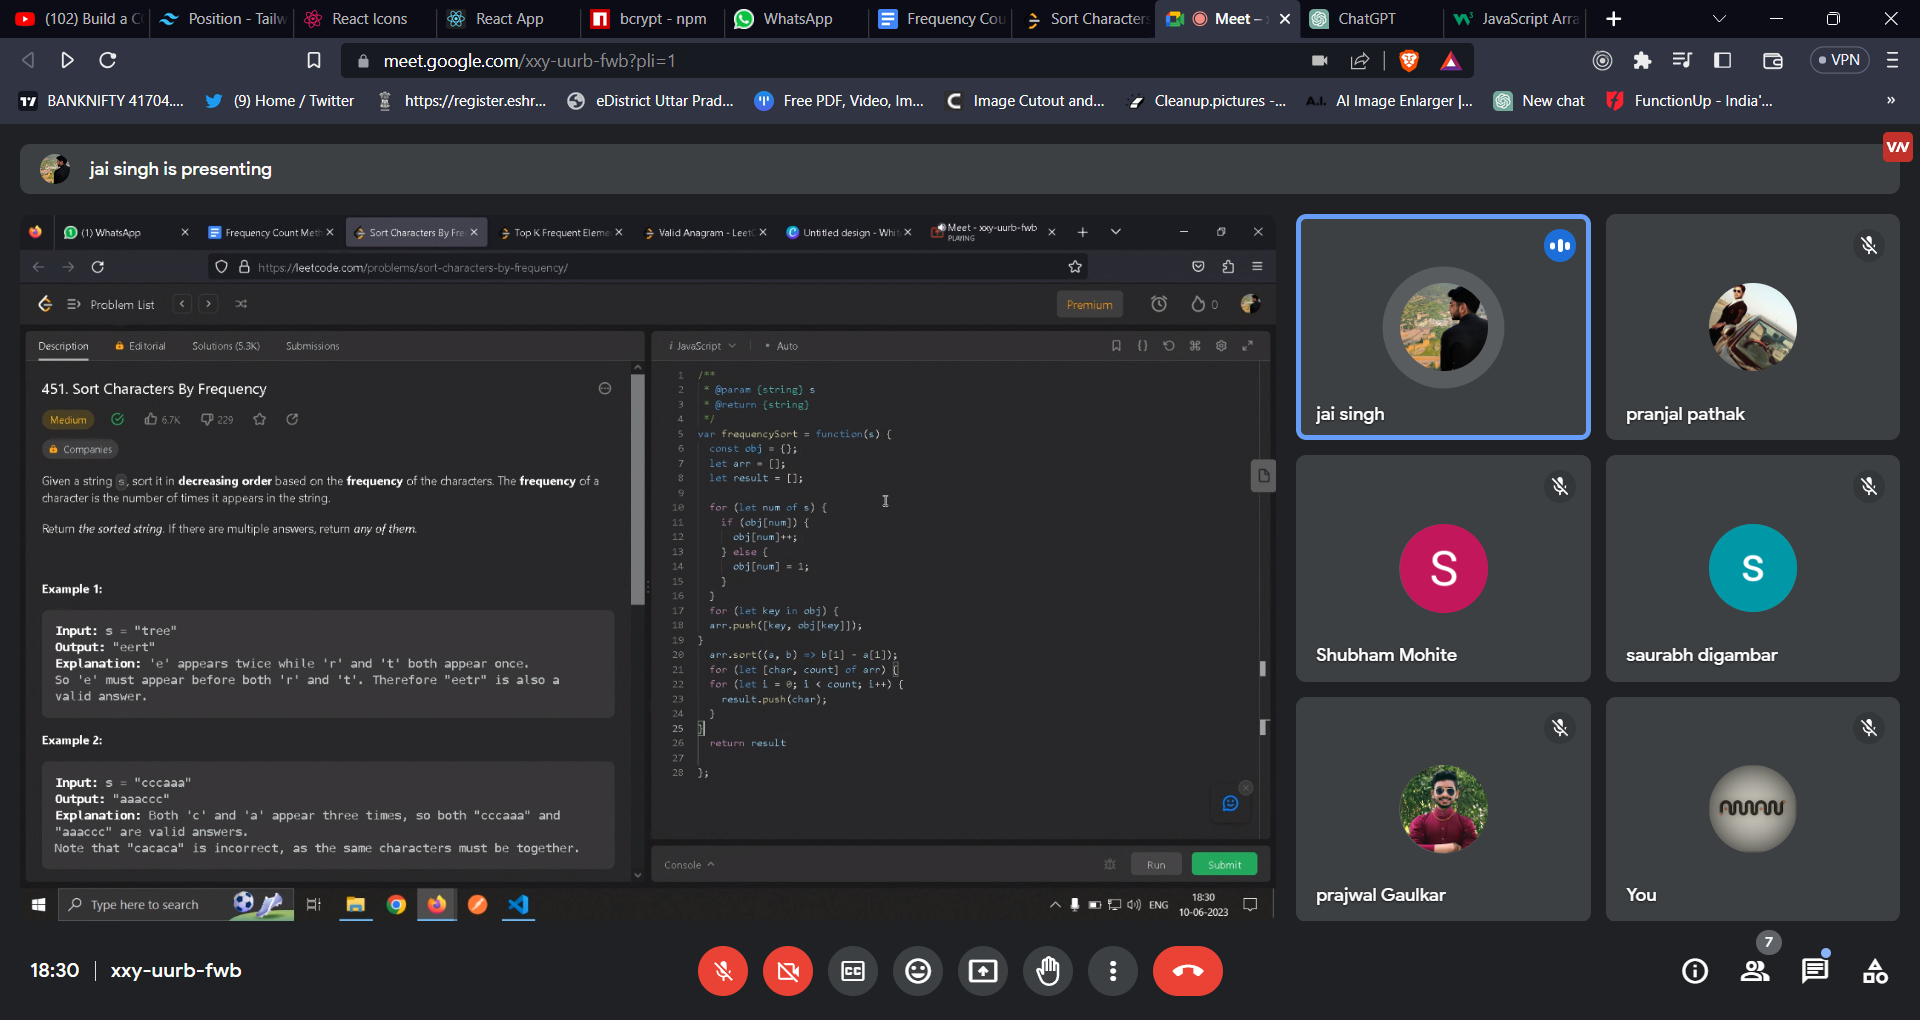 (102) Build a C
Position - Tailw
React Icons
React App
bcrypt - npm
WhatsApp
Frequency Cou
Sort Characters
Meet –
ChatGPT
JavaScript Arra
meet.google.com/xxy-uurb-fwb?pli=1
VPN
BANKNIFTY 41704....
(9) Home / Twitter
https://register.eshr...
eDistrict Uttar Prad...
Free PDF, Video, Im...
Image Cutout and...
Cleanup.pictures -...
A.I.
AI Image Enlarger |...
New chat
FunctionUp - India'...
»
jai singh is presenting
(1) WhatsApp
Frequency Count Meth
Sort Characters By Fre
Top K Frequent Eleme
Valid Anagram - Leet
Untitled design - Whit
Meet - xxy-uurb-fwb
PLAYING
https://leetcode.com/problems/sort-characters-by-frequency/
Problem List
Premium
0
Description
Editorial
Solutions (5.3K)
Submissions
451. Sort Characters By Frequency
Medium
6.7K
229
Companies
Given a string s, sort it in decreasing order based on the frequency of the characters. The frequency of a
character is the number of times it appears in the string.
Return the sorted string. If there are multiple answers, return any of them.
Example 1:
Input: s = "tree"
Output: "eert"
Explanation: 'e' appears twice while 'r' and 't' both appear once.
So 'e' must appear before both 'r' and 't'. Therefore "eetr" is also a
valid answer.
Example 2:
Input: s = "cccaaa"
Output: "aaaccc"
Explanation: Both 'c' and 'a' appear three times, so both "cccaaa" and
"aaaccc" are valid answers.
Note that "cacaca" is incorrect, as the same characters must be together.
i JavaScript
• Auto
1 /**
2 * @param {string} s
3 * @return {string}
4 */
5 var frequencySort = function(s) {
6 const obj = {};
7 let arr = [];
8 let result = [];
9
10 for (let num of s) {
11 if (obj[num]) {
12 obj[num]++;
13 } else {
14 obj[num] = 1;
15 }
16 }
17 for (let key in obj) {
18 arr.push([key, obj[key]]);
19 }
20 arr.sort((a, b) => b[1] - a[1]);
21 for (let [char, count] of arr) {
22 for (let i = 0; i < count; i++) {
23 result.push(char);
24 }
25 }
26 return result
27
28 };
Console
Run
Submit
Type here to search
ENG
18:30
10-06-2023
jai singh
pranjal pathak
S
Shubham Mohite
s
saurabh digambar
prajwal Gaulkar
You
18:30
xxy-uurb-fwb
CC
7